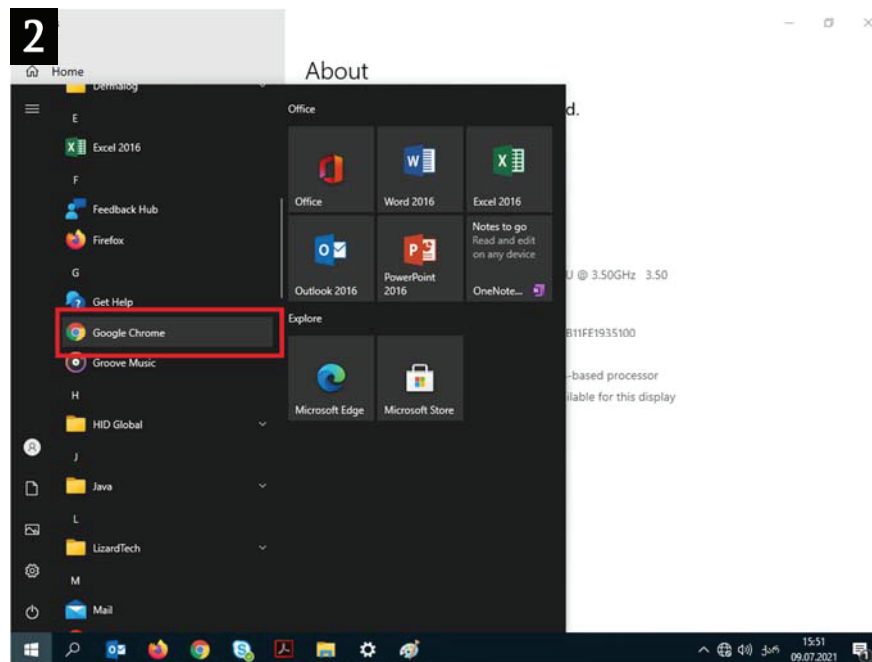 2
Home
About
Dermalog
E
Excel 2016
F
Feedback Hub
Firefox
G
Get Help
Google Chrome
Groove Music
H
HID Global
J
Java
L
LizardTech
M
Mail
Office
Office
Word 2016
Excel 2016
Outlook 2016
PowerPoint
2016
Notes to go
Read and edit
on any device
OneNote...
Explore
Microsoft Edge
Microsoft Store
d.
U @ 3.50GHz 3.50
B11FE1935100
-based processor
ilable for this display
ქარ
15:51
09.07.2021
1